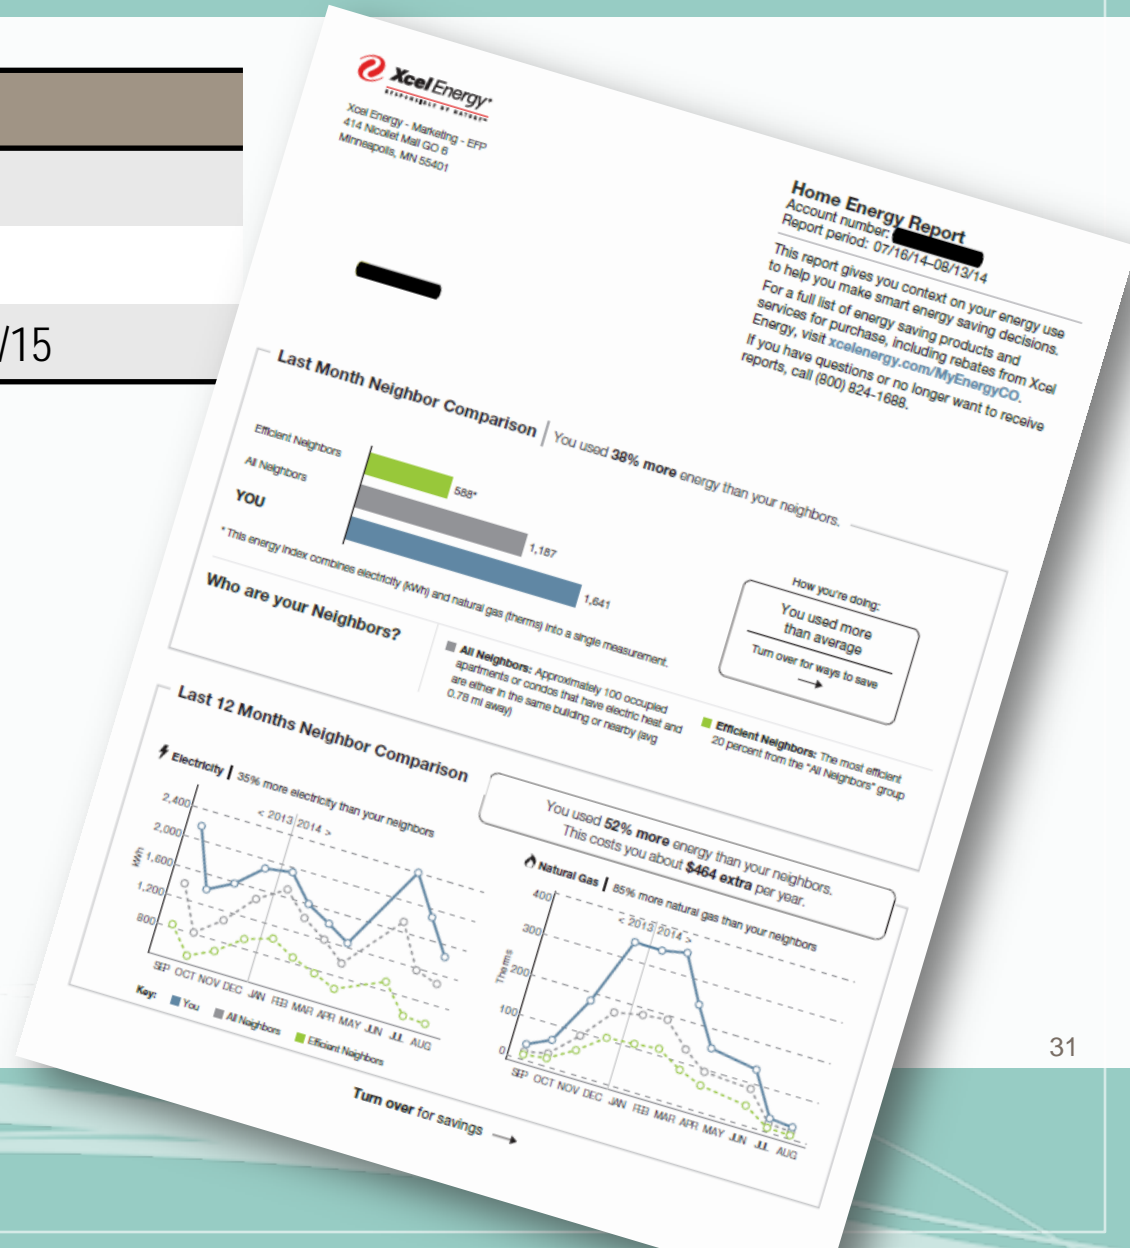 /15
Xcel Energy®
RESPONSIBLY BY NATURE®
Xcel Energy - Marketing - EFP
414 Nicollet Mall GO 6
Minneapolis, MN 55401
Home Energy Report
Account number:
Report period: 07/16/14–08/13/14
This report gives you context on your energy use
to help you make smart energy saving decisions.
For a full list of energy saving products and
services for purchase, including rebates from Xcel
Energy, visit xcelenergy.com/MyEnergyCO.
If you have questions or no longer want to receive
reports, call (800) 824-1688.
Last Month Neighbor Comparison | You used 38% more energy than your neighbors.
Efficient Neighbors
588*
All Neighbors
1,187
YOU
1,641
* This energy index combines electricity (kWh) and natural gas (therms) into a single measurement.
How you're doing:
You used more
than average
Turn over for ways to save
→
Who are your Neighbors?
All Neighbors: Approximately 100 occupied
apartments or condos that have electric heat and
are either in the same building or nearby (avg
0.78 mi away)
Efficient Neighbors: The most efficient
20 percent from the "All Neighbors" group
Last 12 Months Neighbor Comparison
You used 52% more energy than your neighbors.
This costs you about $464 extra per year.
Electricity | 35% more electricity than your neighbors
< 2013 2014 >
2,400
2,000
1,600
1,200
800
kWh
SEP OCT NOV DEC JAN FEB MAR APR MAY JUN JUL AUG
Key: You All Neighbors Efficient Neighbors
Natural Gas | 85% more natural gas than your neighbors
< 2013 2014 >
400
300
200
100
0
Therms
SEP OCT NOV DEC JAN FEB MAR APR MAY JUN JUL AUG
Turn over for savings →
31